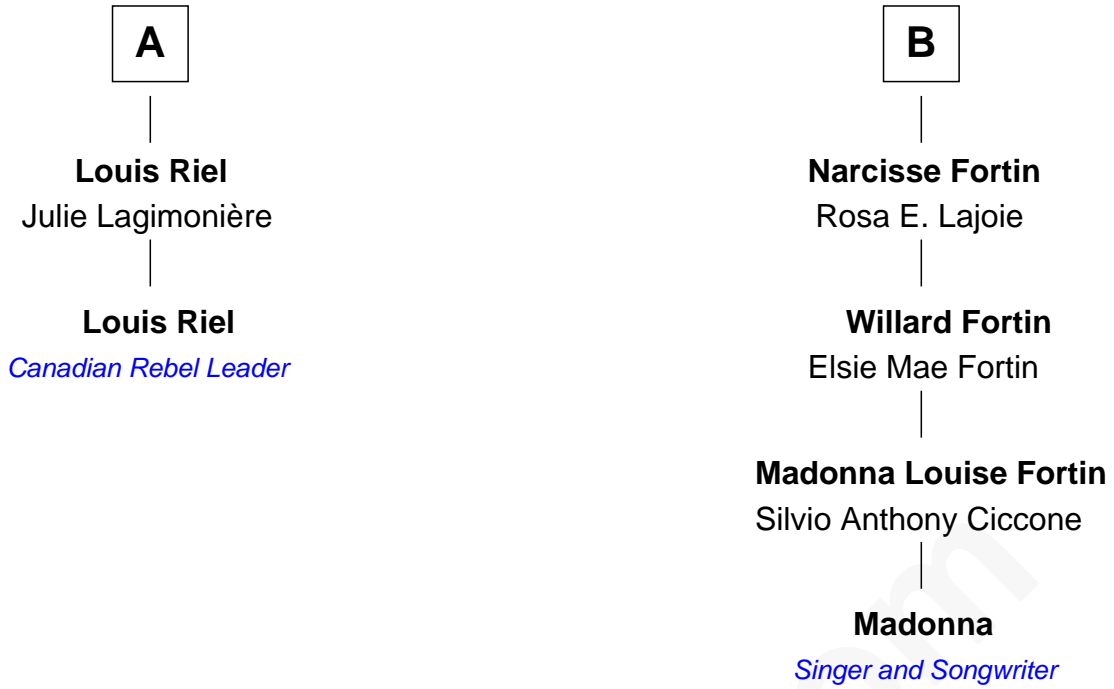 A
Louis Riel
Julie Lagimonière
Louis Riel
Canadian Rebel Leader
B
Narcisse Fortin
Rosa E. Lajoie
Willard Fortin
Elsie Mae Fortin
Madonna Louise Fortin
Silvio Anthony Ciccone
Madonna
Singer and Songwriter